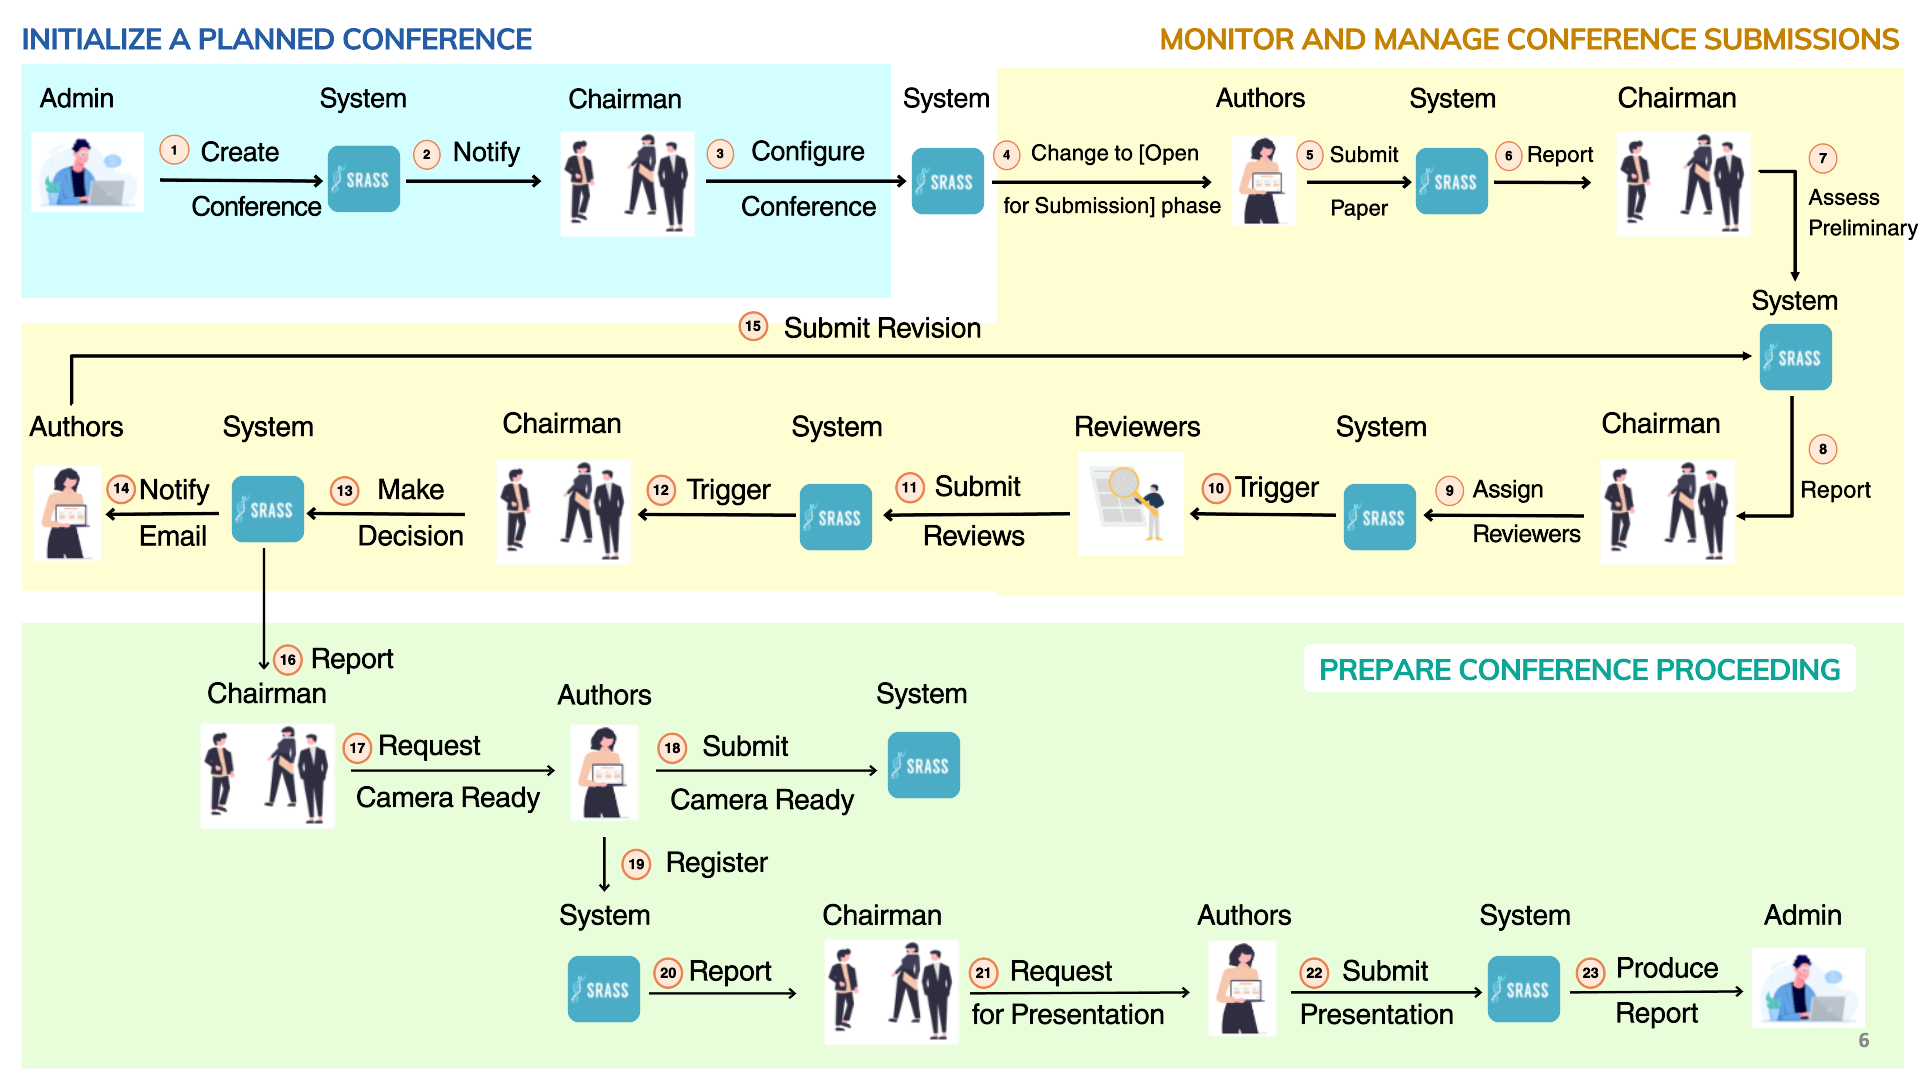 INITIALIZE A PLANNED CONFERENCE
MONITOR AND MANAGE CONFERENCE SUBMISSIONS
Admin
System
Chairman
System
Authors
System
Chairman
1 Create
Conference
SRASS
2 Notify
3 Configure
Conference
SRASS
4 Change to [Open
for Submission] phase
5 Submit
Paper
SRASS
6 Report
7
Assess
Preliminary
System
SRASS
15 Submit Revision
8
Report
Chairman
9 Assign
Reviewers
System
SRASS
10 Trigger
Reviewers
11 Submit
Reviews
System
SRASS
12 Trigger
Chairman
13 Make
Decision
System
SRASS
14 Notify
Email
Authors
PREPARE CONFERENCE PROCEEDING
16 Report
Chairman
17 Request
Camera Ready
Authors
18 Submit
Camera Ready
System
SRASS
19 Register
System
SRASS
20 Report
Chairman
21 Request
for Presentation
Authors
22 Submit
Presentation
System
SRASS
23 Produce
Report
Admin
6